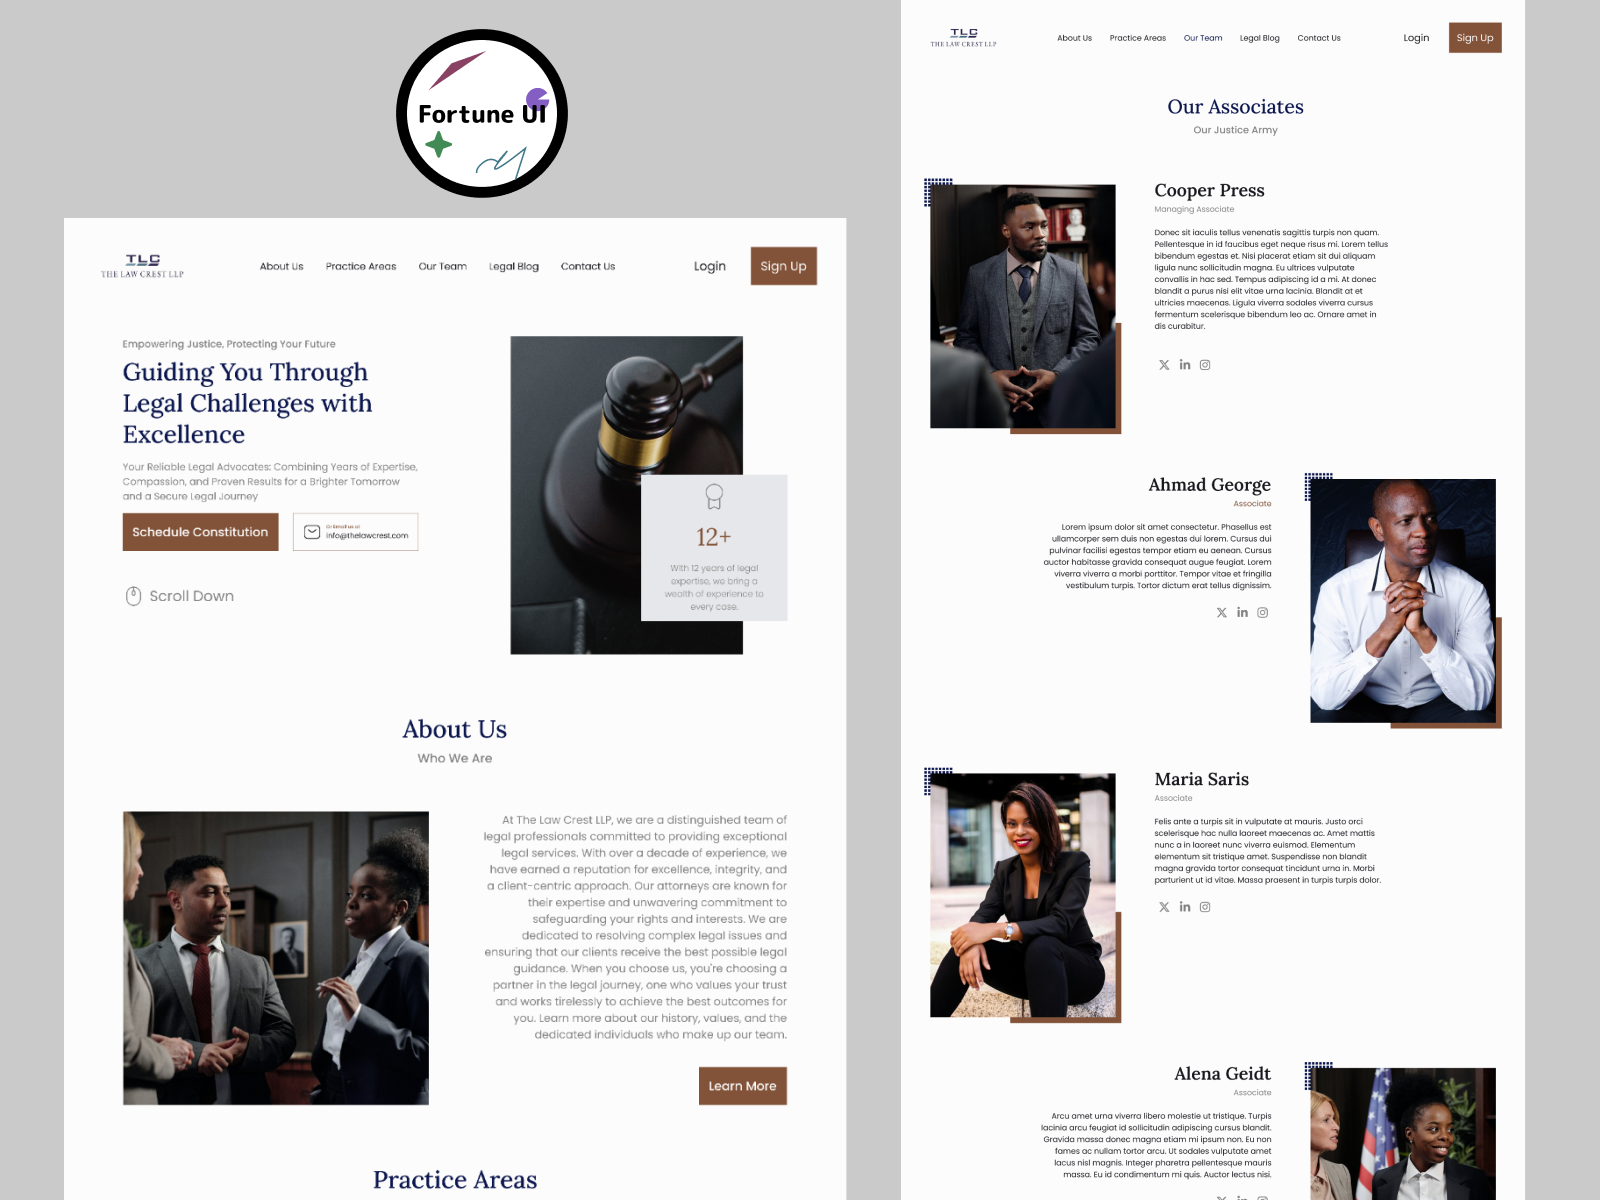 Fortune UI
TLC
THE LAW CREST LLP
About Us
Practice Areas
Our Team
Legal Blog
Contact Us
Login
Sign Up
Empowering Justice, Protecting Your Future
Guiding You Through
Legal Challenges with
Excellence
Your Reliable Legal Advocates: Combining Years of Expertise,
Compassion, and Proven Results for a Brighter Tomorrow
and a Secure Legal Journey
Schedule Constitution
Or Email us at
info@thelawcrest.com
Scroll Down
12+
With 12 years of legal
expertise, we bring a
wealth of experience to
every case.
About Us
Who We Are
At The Law Crest LLP, we are a distinguished team of
legal professionals committed to providing exceptional
legal services. With over a decade of experience, we
have earned a reputation for excellence, integrity, and
a client-centric approach. Our attorneys are known for
their expertise and unwavering commitment to
safeguarding your rights and interests. We are
dedicated to resolving complex legal issues and
ensuring that our clients receive the best possible legal
guidance. When you choose us, you're choosing a
partner in the legal journey, one who values your trust
and works tirelessly to achieve the best outcomes for
you. Learn more about our history, values, and the
dedicated individuals who make up our team.
Learn More
Practice Areas
TLC
THE LAW CREST LLP
About Us
Practice Areas
Our Team
Legal Blog
Contact Us
Login
Sign Up
Our Associates
Our Justice Army
Cooper Press
Managing Associate
Donec sit iaculis tellus venenatis sagittis turpis non quam.
Pellentesque in id faucibus eget neque risus mi. Lorem tellus
bibendum egestas et. Nisi placerat etiam sit dui aliquam
ligula nunc sollicitudin magna. Eu ultrices vulputate
convallis in hac sed. Tempus adipiscing id a mi. At donec
blandit a purus nisi elit vitae urna lacinia. Blandit at et
ultricies maecenas. Ligula viverra sodales viverra cursus
fermentum scelerisque bibendum leo ac. Ornare amet in
dis curabitur.
Ahmad George
Associate
Lorem ipsum dolor sit amet consectetur. Phasellus est
ullamcorper sem duis non egestas dui lorem. Cursus dui
pulvinar facilisi egestas tempor etiam eu aenean. Cursus
auctor habitasse gravida consequat augue feugiat. Lorem
viverra viverra a morbi porttitor. Tempor vitae et fringilla
vestibulum turpis. Tortor dictum erat tellus dignissim.
Maria Saris
Associate
Felis ante a turpis sit in vulputate at mauris. Justo orci
scelerisque hac nulla laoreet maecenas ac. Amet mattis
nunc a in laoreet nunc viverra euismod. Elementum
elementum sit tristique amet. Suspendisse non blandit
magna gravida tortor consequat tincidunt urna in. Morbi
parturient ut id vitae. Massa praesent in turpis turpis dolor.
Alena Geidt
Associate
Arcu amet urna viverra libero molestie ut tristique. Turpis
lacinia arcu feugiat id sollicitudin adipiscing cursus blandit.
Gravida massa donec magna etiam mi ipsum non. Eu non
fames ac nullam tortor arcu. Ut sodales vulputate amet
lacus nisl magnis. Integer pharetra pellentesque mauris
massa. Eu id condimentum mi quis. Auctor lectus nisi.